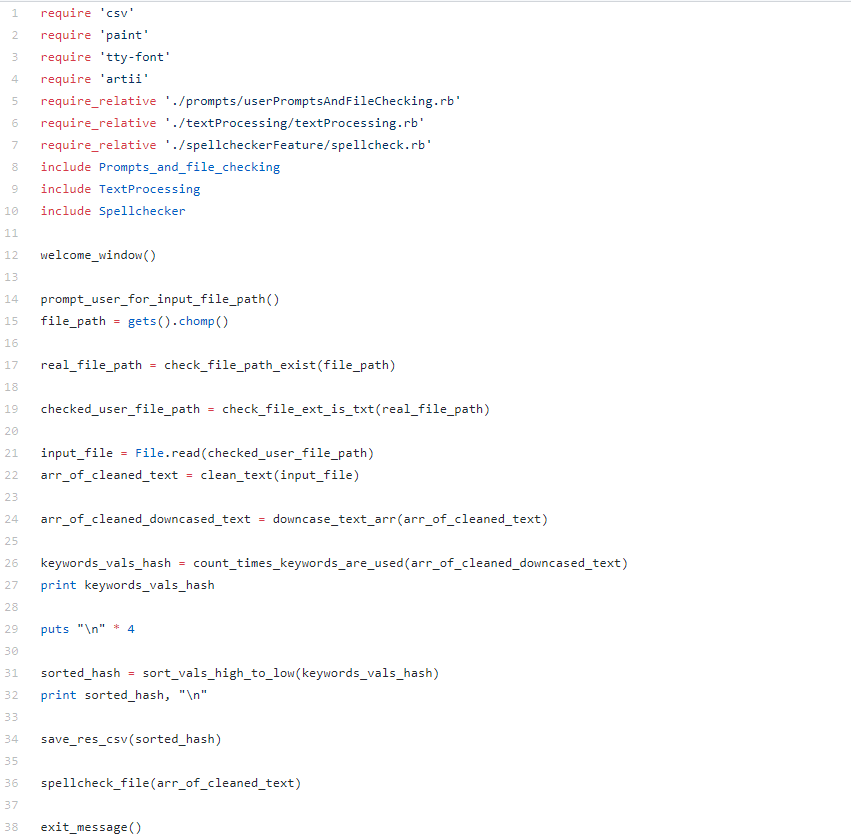 1 require 'csv'
2 require 'paint'
3 require 'tty-font'
4 require 'artii'
5 require_relative './prompts/userPromptsAndFileChecking.rb'
6 require_relative './textProcessing/textProcessing.rb'
7 require_relative './spellcheckerFeature/spellcheck.rb'
8 include Prompts_and_file_checking
9 include TextProcessing
10 include Spellchecker
11
12 welcome_window()
13
14 prompt_user_for_input_file_path()
15 file_path = gets().chomp()
16
17 real_file_path = check_file_path_exist(file_path)
18
19 checked_user_file_path = check_file_ext_is_txt(real_file_path)
20
21 input_file = File.read(checked_user_file_path)
22 arr_of_cleaned_text = clean_text(input_file)
23
24 arr_of_cleaned_downcased_text = downcase_text_arr(arr_of_cleaned_text)
25
26 keywords_vals_hash = count_times_keywords_are_used(arr_of_cleaned_downcased_text)
27 print keywords_vals_hash
28
29 puts "\n" * 4
30
31 sorted_hash = sort_vals_high_to_low(keywords_vals_hash)
32 print sorted_hash, "\n"
33
34 save_res_csv(sorted_hash)
35
36 spellcheck_file(arr_of_cleaned_text)
37
38 exit_message()